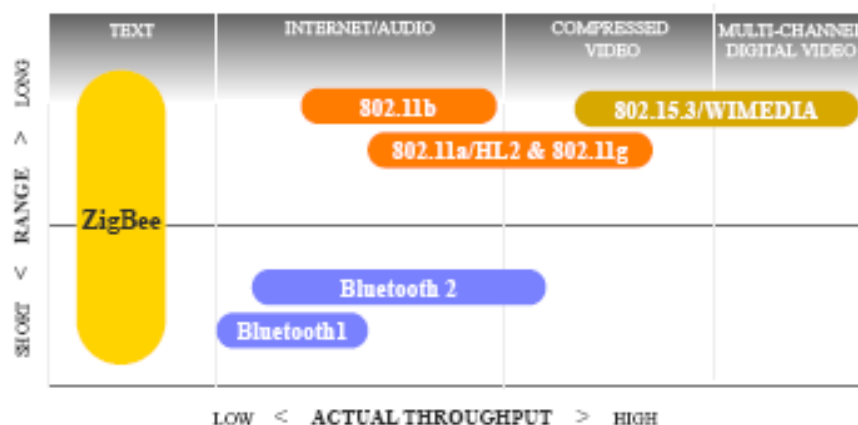 TEXT
INTERNET/AUDIO
COMPRESSED
VIDEO
MULTI-CHANNEL
DIGITAL VIDEO
802.11b
802.15.3/WIMEDIA
802.11a/HL2 & 802.11g
ZigBee
Bluetooth 2
Bluetooth1
SHORT < RANGE > LONG
LOW < ACTUAL THROUGHPUT > HIGH